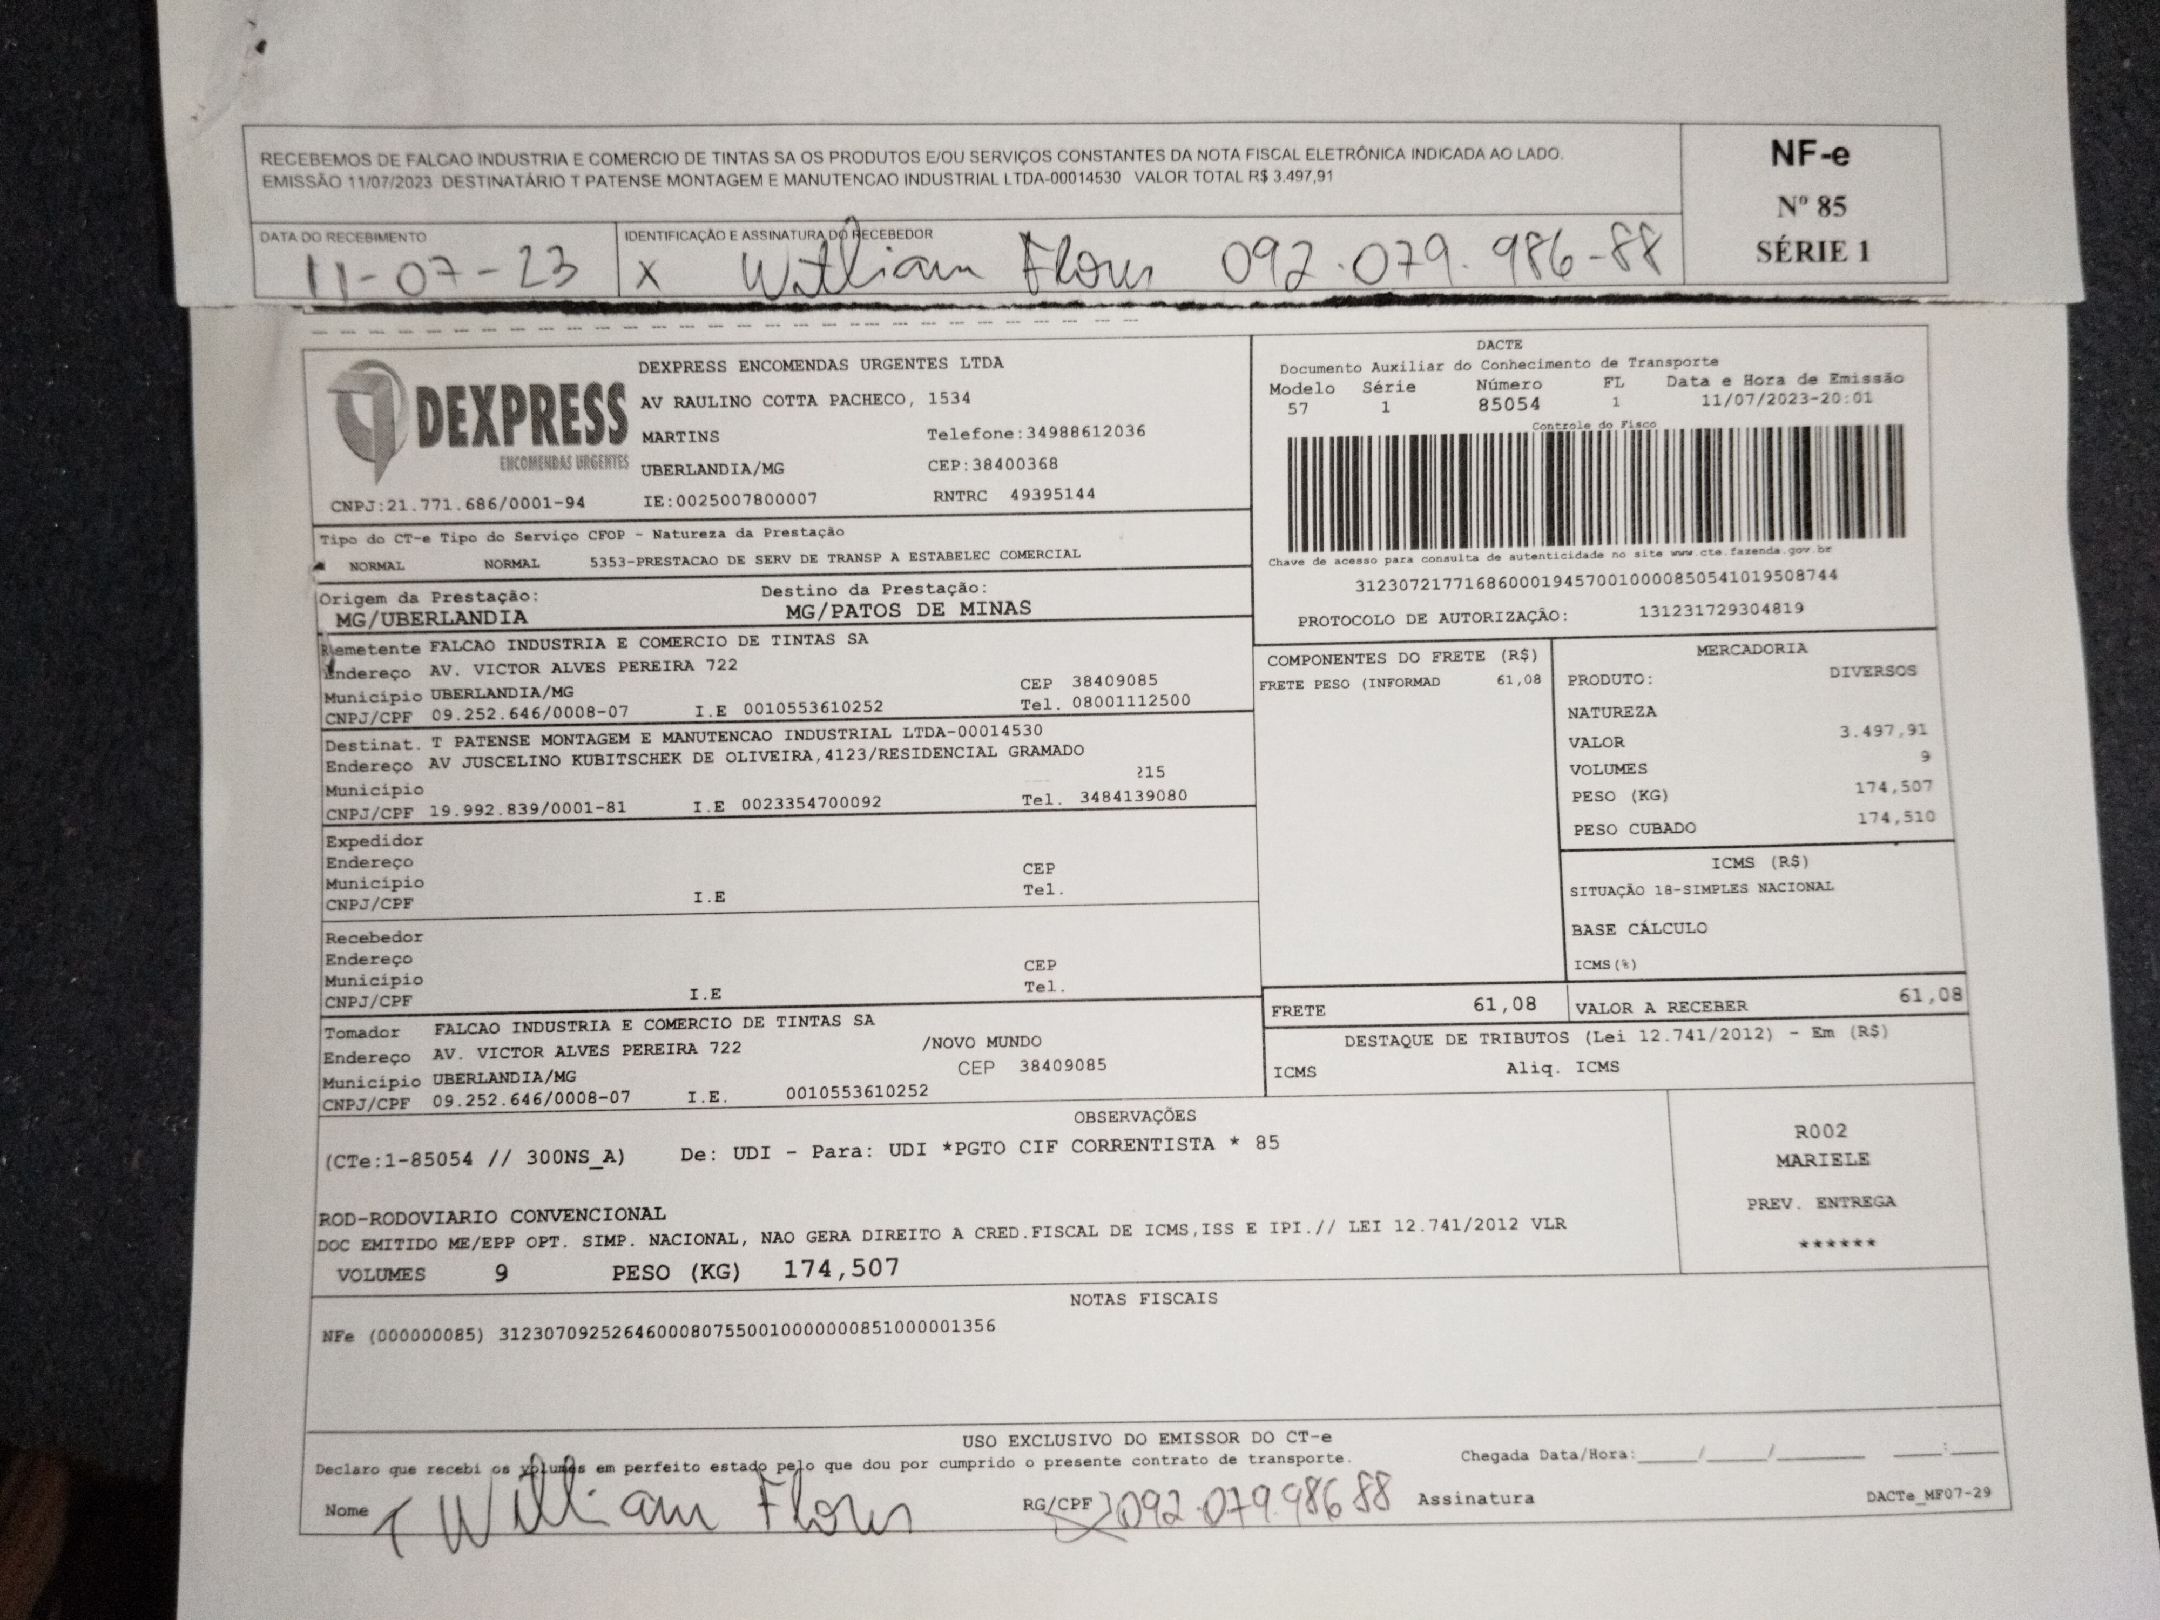 RECEBEMOS DE FALCAO INDUSTRIA E COMERCIO DE TINTAS SA OS PRODUTOS E/OU SERVIÇOS CONSTANTES DA NOTA FISCAL ELETRÔNICA INDICADA AO LADO.
EMISSÃO 11/07/2023 DESTINATÁRIO T PATENSE MONTAGEM E MANUTENCAO INDUSTRIAL LTDA-00014530 VALOR TOTAL R$ 3.497,91
NF-e
Nº 85
SÉRIE 1
DATA DO RECEBIMENTO
11-07-23
IDENTIFICAÇÃO E ASSINATURA DO RECEBEDOR
X William Flores 092.079.986-88
DEXPRESS
ENCOMENDAS URGENTES
DEXPRESS ENCOMENDAS URGENTES LTDA
AV RAULINO COTTA PACHECO, 1534
MARTINS Telefone:34988612036
UBERLANDIA/MG CEP:38400368
CNPJ:21.771.686/0001-94 IE:0025007800007 RNTRC 49395144
DACTE
Documento Auxiliar do Conhecimento de Transporte
Modelo Série Número FL Data e Hora de Emissão
57 1 85054 1 11/07/2023-20:01
Controle do Fisco
Chave de acesso para consulta de autenticidade no site www.cte.fazenda.gov.br
31230721771686000194570010000850541019508744
PROTOCOLO DE AUTORIZAÇÃO: 131231729304819
Tipo do CT-e Tipo do Serviço CFOP - Natureza da Prestação
NORMAL NORMAL 5353-PRESTACAO DE SERV DE TRANSP A ESTABELEC COMERCIAL
Origem da Prestação: Destino da Prestação:
MG/UBERLANDIA MG/PATOS DE MINAS
Remetente FALCAO INDUSTRIA E COMERCIO DE TINTAS SA
Endereço AV. VICTOR ALVES PEREIRA 722
Município UBERLANDIA/MG CEP 38409085
CNPJ/CPF 09.252.646/0008-07 I.E 0010553610252 Tel. 08001112500
Destinat. T PATENSE MONTAGEM E MANUTENCAO INDUSTRIAL LTDA-00014530
Endereço AV JUSCELINO KUBITSCHEK DE OLIVEIRA,4123/RESIDENCIAL GRAMADO
Município 215
CNPJ/CPF 19.992.839/0001-81 I.E 0023354700092 Tel. 3484139080
Expedidor
Endereço
Município CEP
CNPJ/CPF I.E Tel.
Recebedor
Endereço
Município CEP
CNPJ/CPF I.E Tel.
Tomador FALCAO INDUSTRIA E COMERCIO DE TINTAS SA
Endereço AV. VICTOR ALVES PEREIRA 722 /NOVO MUNDO
Município UBERLANDIA/MG CEP 38409085
CNPJ/CPF 09.252.646/0008-07 I.E. 0010553610252
COMPONENTES DO FRETE (R$)
FRETE PESO (INFORMAD 61,08
MERCADORIA
PRODUTO: DIVERSOS
NATUREZA
VALOR 3.497,91
VOLUMES 9
PESO (KG) 174,507
PESO CUBADO 174,510
ICMS (R$)
SITUAÇÃO 18-SIMPLES NACIONAL
BASE CÁLCULO
ICMS(%)
FRETE 61,08 VALOR A RECEBER 61,08
DESTAQUE DE TRIBUTOS (Lei 12.741/2012) - Em (R$)
ICMS Aliq. ICMS
OBSERVAÇÕES
(CTe:1-85054 // 300NS_A) De: UDI - Para: UDI *PGTO CIF CORRENTISTA * 85
ROD-RODOVIARIO CONVENCIONAL
DOC EMITIDO ME/EPP OPT. SIMP. NACIONAL, NAO GERA DIREITO A CRED.FISCAL DE ICMS,ISS E IPI.// LEI 12.741/2012 VLR
VOLUMES 9 PESO (KG) 174,507
R002
MARIELE
PREV. ENTREGA
******
NOTAS FISCAIS
NFe (000000085) 31230709252646000807550010000000851000001356
USO EXCLUSIVO DO EMISSOR DO CT-e
Declaro que recebi os volumes em perfeito estado pelo que dou por cumprido o presente contrato de transporte. Chegada Data/Hora:____/____/______ ___:___
Nome William Flores RG/CPF 092.079.986 88 Assinatura DACTe_MF07-29